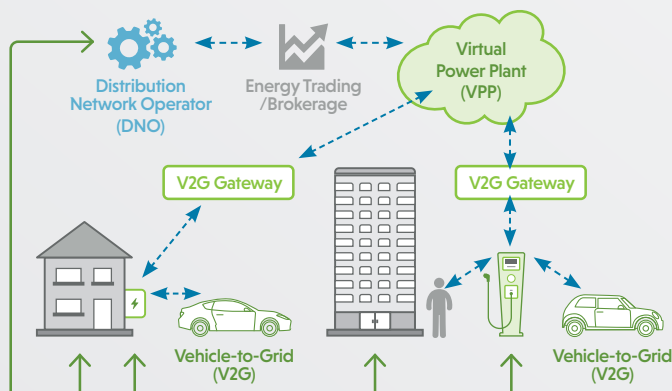 Distribution
Network Operator
(DNO)
Energy Trading
/Brokerage
Virtual
Power Plant
(VPP)
V2G Gateway
V2G Gateway
Vehicle-to-Grid
(V2G)
Vehicle-to-Grid
(V2G)